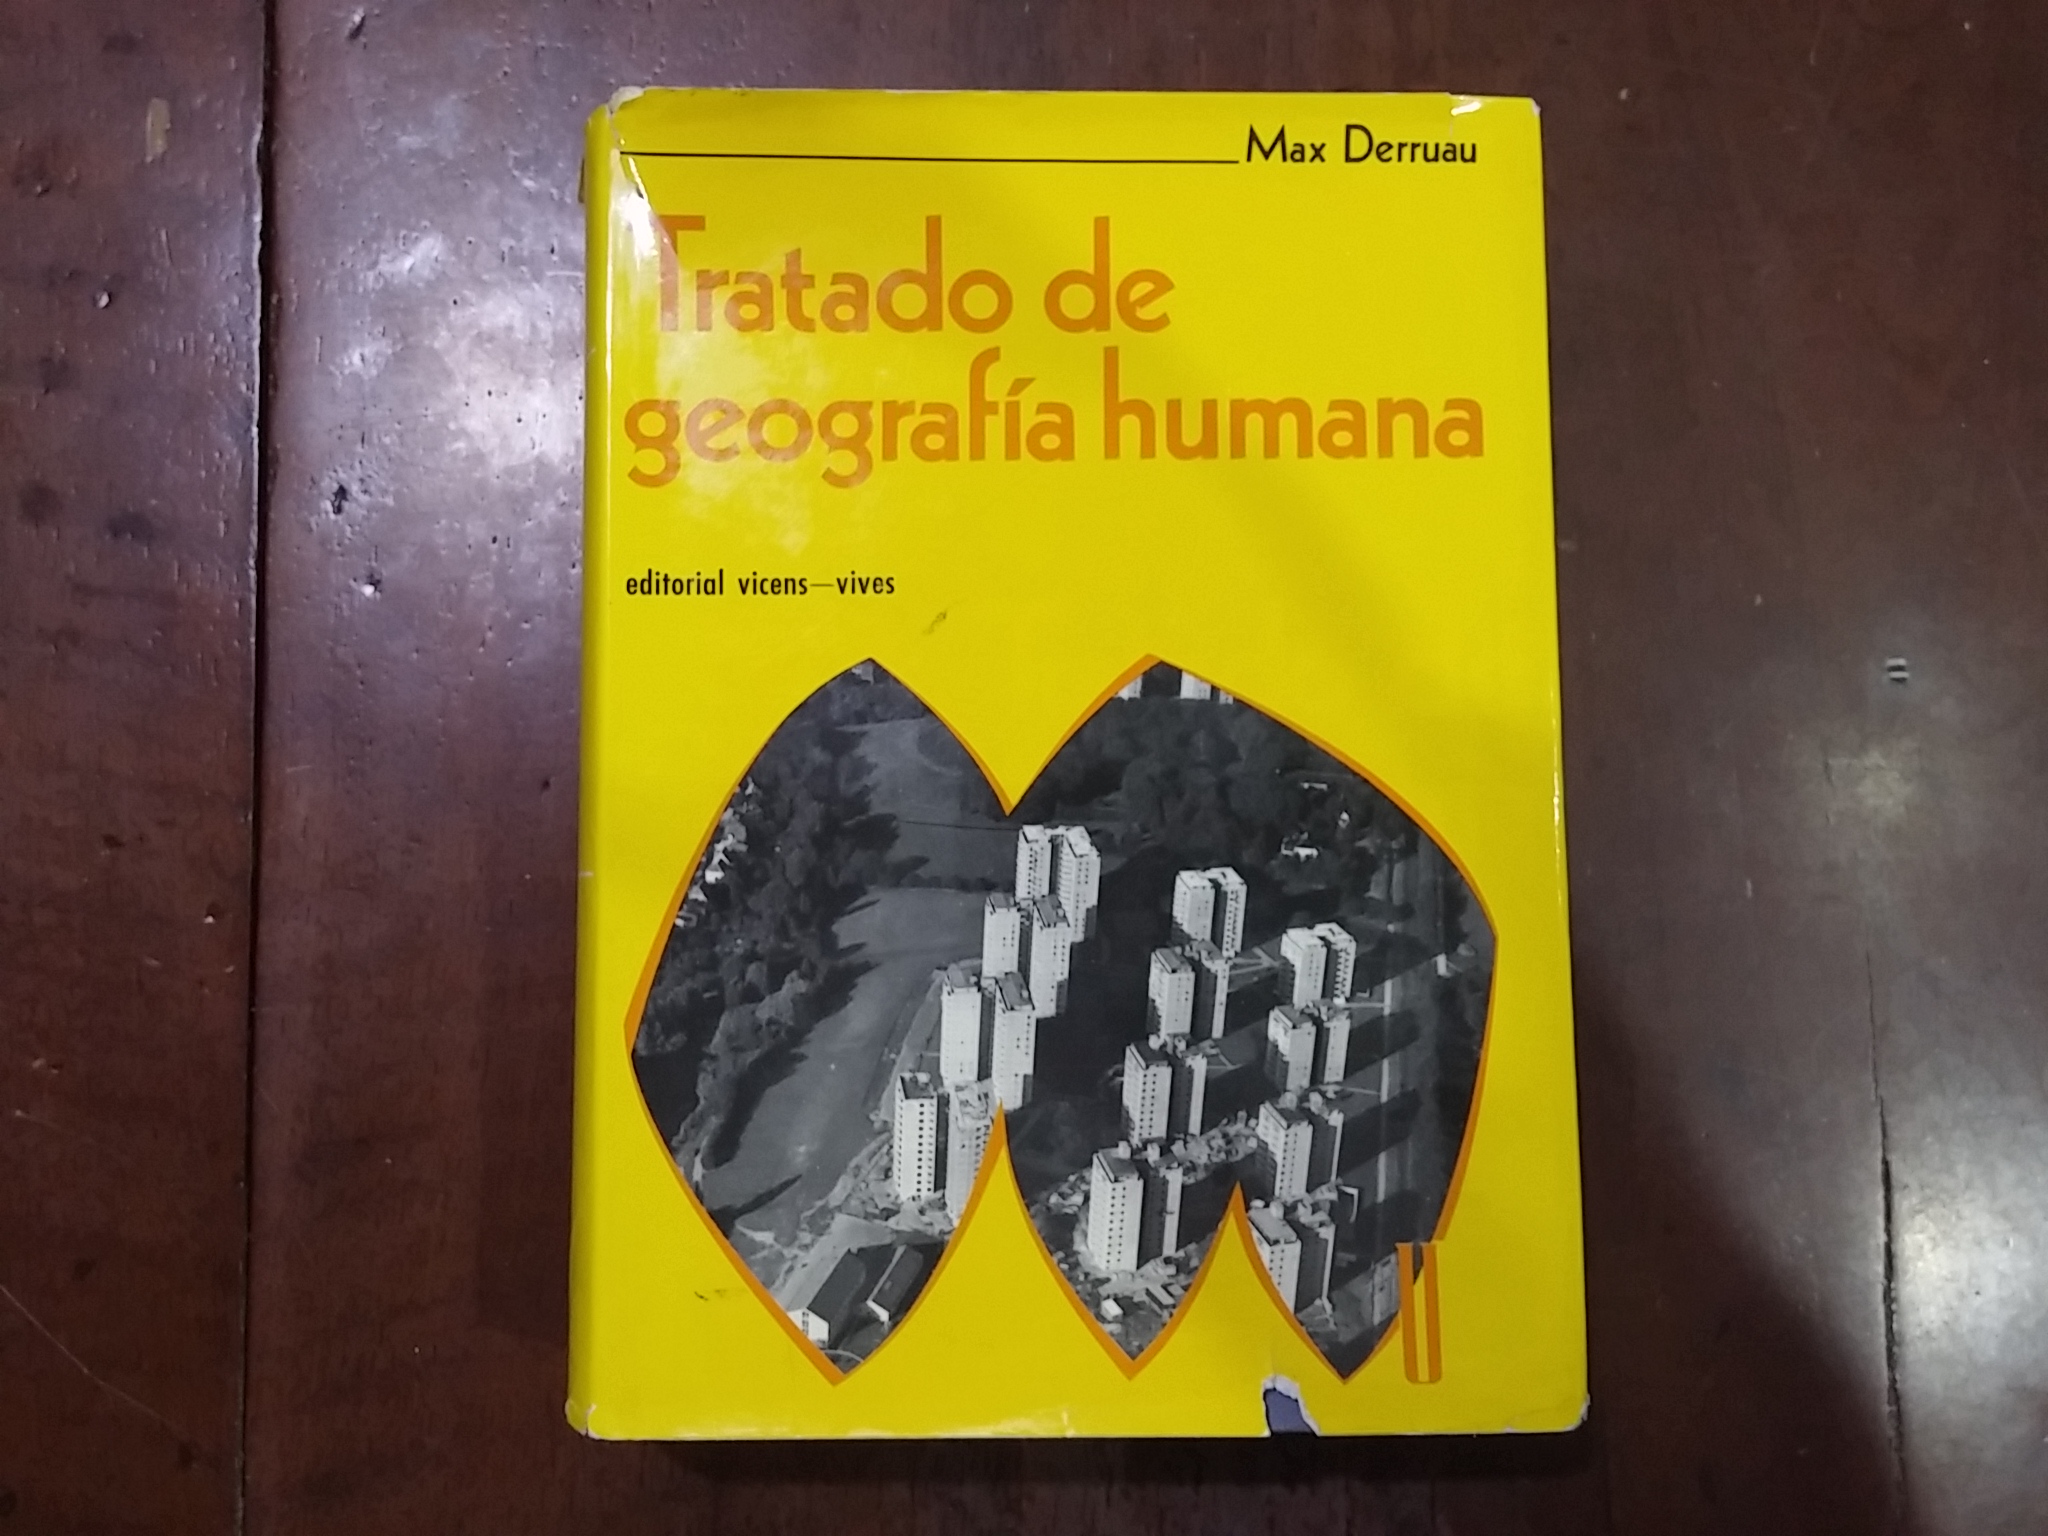 Max Derruau
Tratado de
geografía humana
editorial vicens—vives